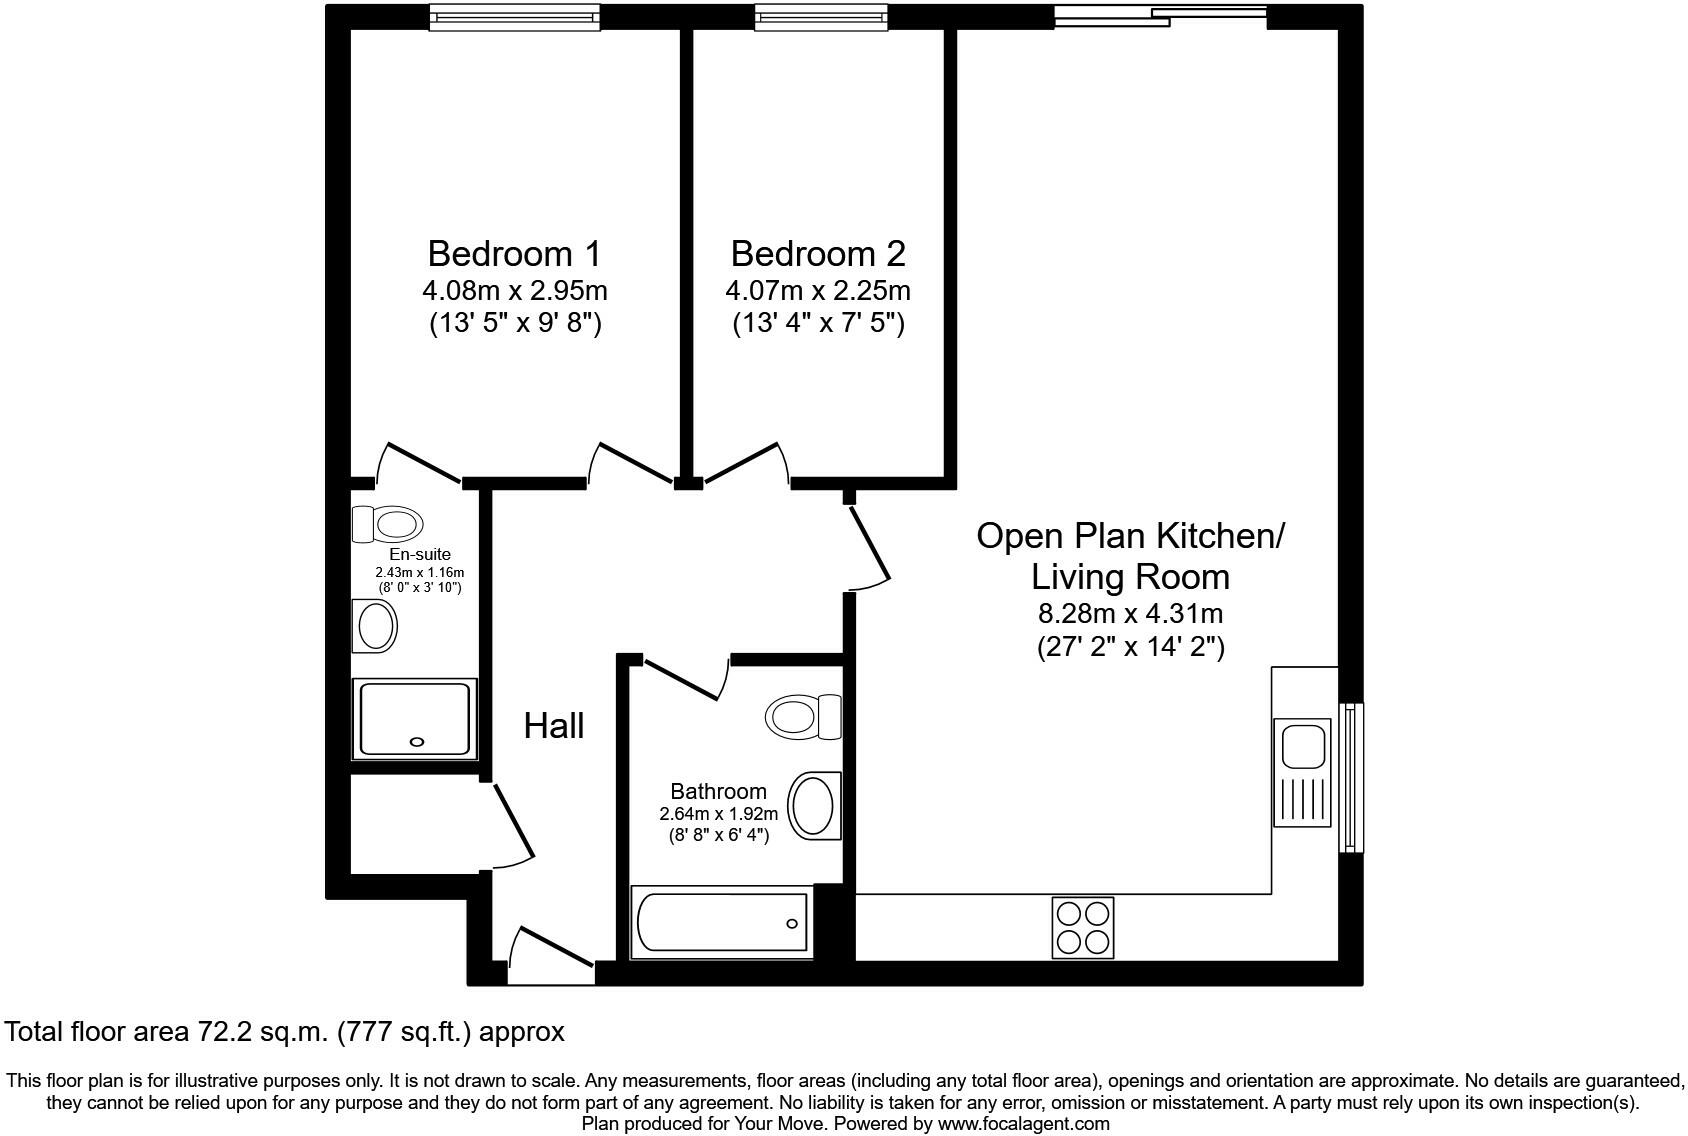 Bedroom 1
4.08m x 2.95m
(13' 5" x 9' 8")
Bedroom 2
4.07m x 2.25m
(13' 4" x 7' 5")
Open Plan Kitchen/
Living Room
8.28m x 4.31m
(27' 2" x 14' 2")
En-suite
2.43m x 1.16m
(8' 0" x 3' 10")
Hall
Bathroom
2.64m x 1.92m
(8' 8" x 6' 4")
Total floor area 72.2 sq.m. (777 sq.ft.) approx
This floor plan is for illustrative purposes only. It is not drawn to scale. Any measurements, floor areas (including any total floor area), openings and orientation are approximate. No details are guaranteed,
they cannot be relied upon for any purpose and they do not form part of any agreement. No liability is taken for any error, omission or misstatement. A party must rely upon its own inspection(s).
Plan produced for Your Move. Powered by www.focalagent.com